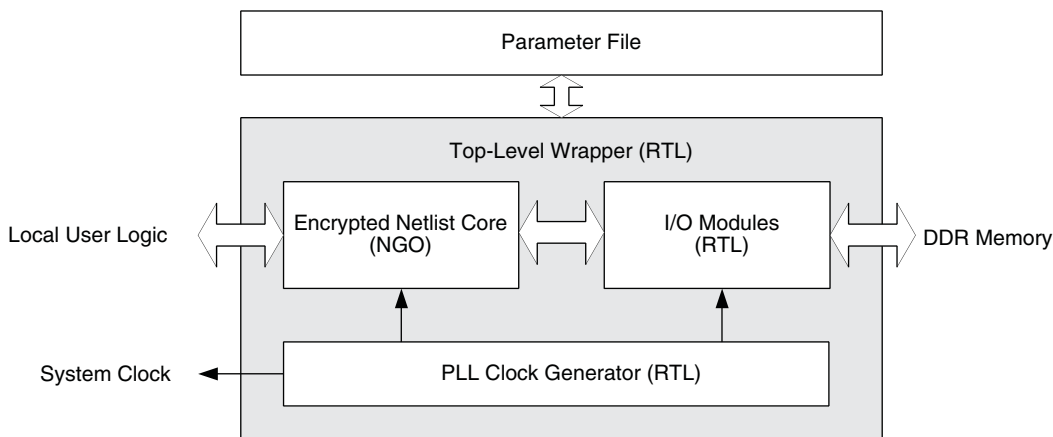 Parameter File
Top-Level Wrapper (RTL)
Local User Logic
Encrypted Netlist Core
(NGO)
I/O Modules
(RTL)
DDR Memory
System Clock
PLL Clock Generator (RTL)